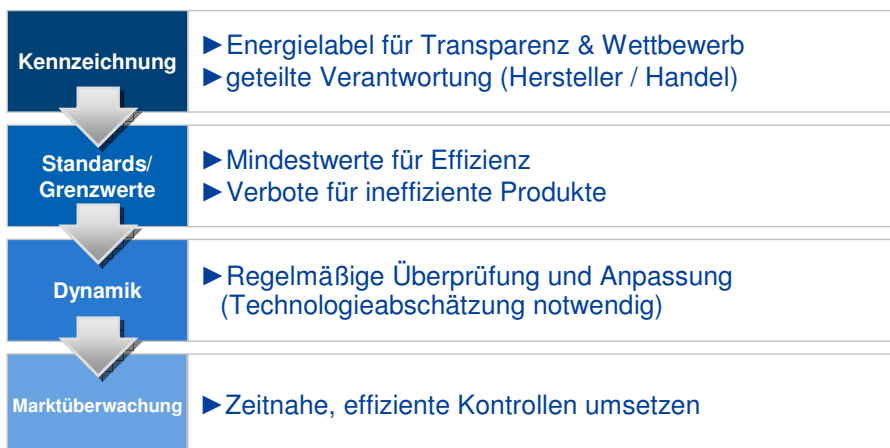 Kennzeichnung
►Energielabel für Transparenz & Wettbewerb
►geteilte Verantwortung (Hersteller / Handel)
Standards/
Grenzwerte
►Mindestwerte für Effizienz
►Verbote für ineffiziente Produkte
Dynamik
►Regelmäßige Überprüfung und Anpassung
(Technologieabschätzung notwendig)
Marktüberwachung
►Zeitnahe, effiziente Kontrollen umsetzen